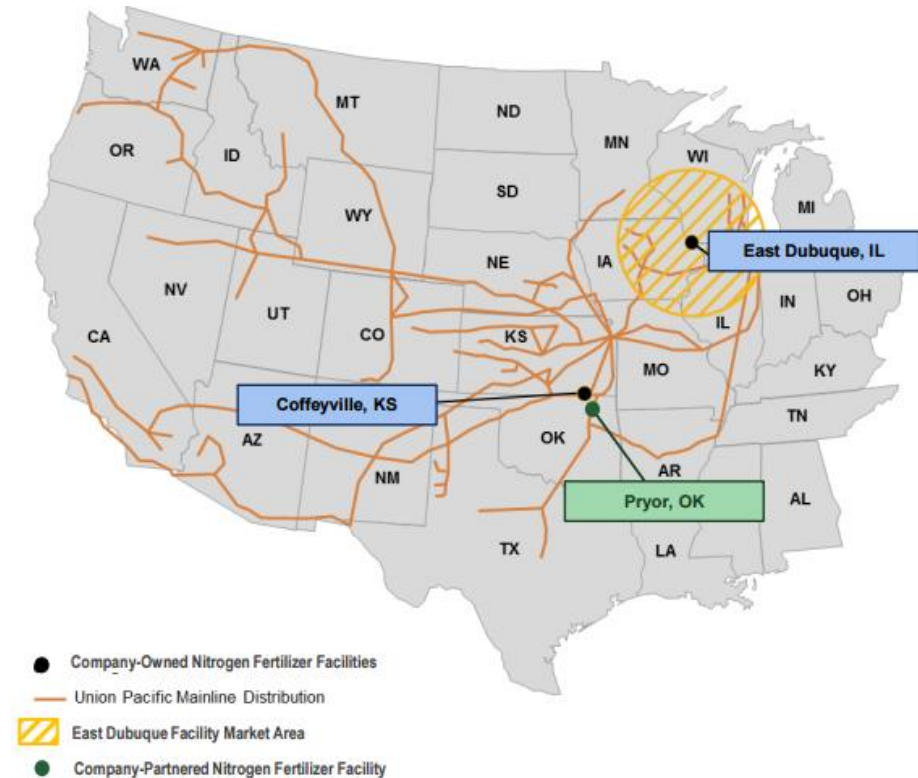 WA
MT
ND
MN
OR
ID
WI
SD
MI
WY
East Dubuque, IL
NE
IA
NV
OH
IN
UT
IL
CA
CO
KS
MO
KY
Coffeyville, KS
TN
AZ
OK
NM
AR
Pryor, OK
AL
TX
LA
Company-Owned Nitrogen Fertilizer Facilities
Union Pacific Mainline Distribution
East Dubuque Facility Market Area
Company-Partnered Nitrogen Fertilizer Facility